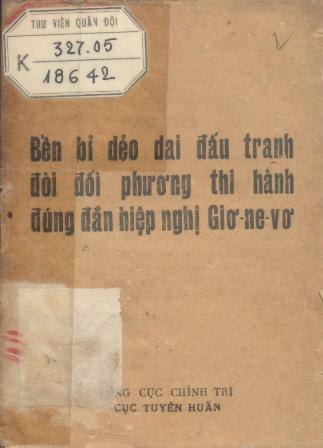 THƯ VIỆN QUÂN ĐỘI
K 327.05
18642
Bền bỉ dẻo dai đấu tranh
đòi đối phương thi hành
đúng đắn hiệp nghị Giơ-ne-vơ
CỤC CHÍNH TRỊ
CỤC TUYÊN HUẤN